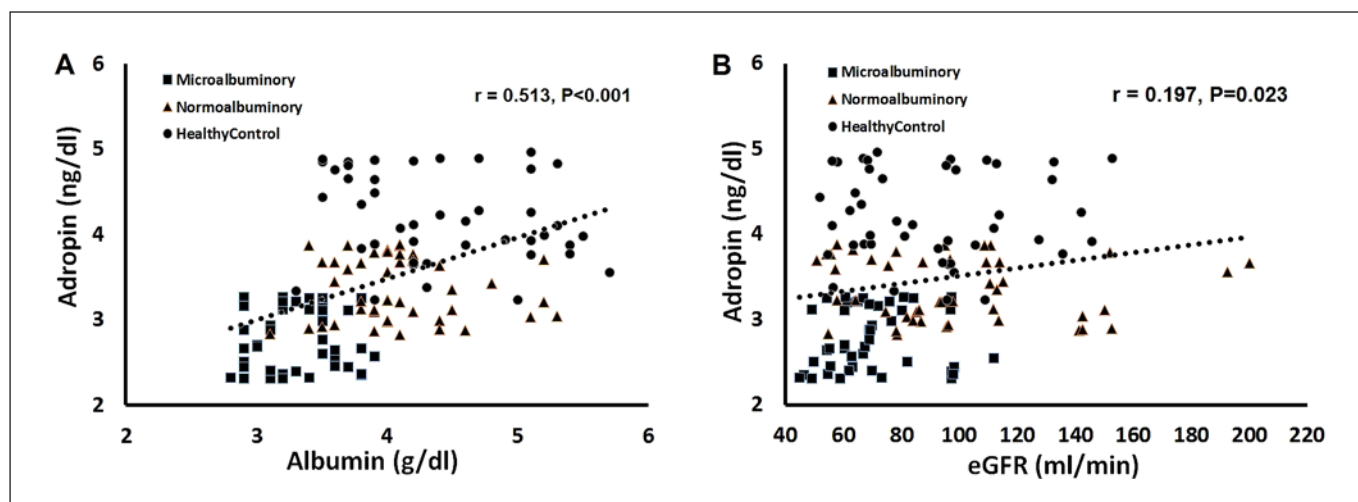 A
Microalbuminory
Normoalbuminory
HealthyControl
r = 0.513, P<0.001
Adropin (ng/dl)
6
5
4
3
2
2 3 4 5 6
Albumin (g/dl)
B
Microalbuminory
Normoalbuminory
HealthyControl
r = 0.197, P=0.023
Adropin (ng/dl)
6
5
4
3
2
40 60 80 100 120 140 160 180 200 220
eGFR (ml/min)